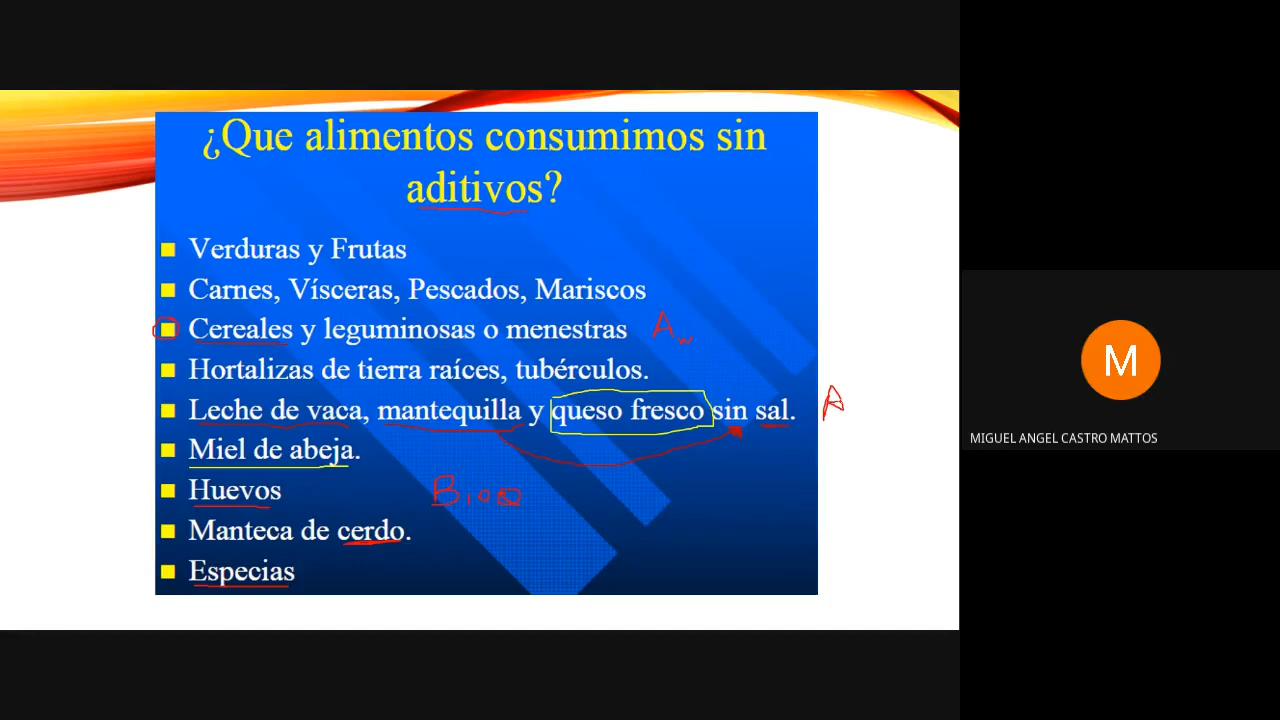 ¿Que alimentos consumimos sin
aditivos?
Verduras y Frutas
Carnes, Vísceras, Pescados, Mariscos
Cereales y leguminosas o menestras Aw
Hortalizas de tierra raíces, tubérculos.
Leche de vaca, mantequilla y queso fresco sin sal. A
Miel de abeja.
Huevos
Manteca de cerdo.
Especias
M
MIGUEL ANGEL CASTRO MATTOS